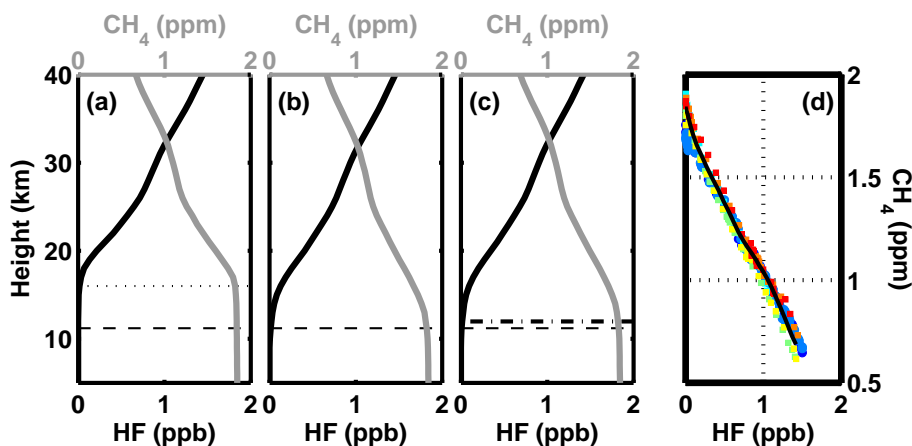 CH4 (ppm) CH4 (ppm) CH4 (ppm)
0 1 2 0 1 2 0 1 2
40 (a) (b) (c) (d) 2
30
20
10
Height (km)
1.5
1
0.5
CH4 (ppm)
0 1 2 0 1 2 0 1 2 0 1 2
HF (ppb) HF (ppb) HF (ppb) HF (ppb)